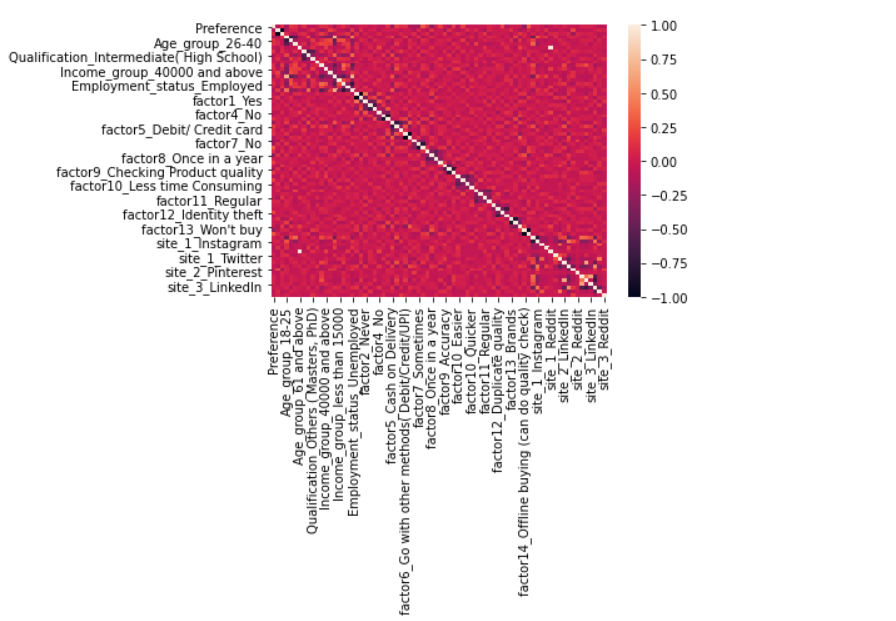 Preference
Age_group_26-40
Qualification_Intermediate( High School)
Income_group_40000 and above
Employment_status_Employed
factor1_Yes
factor4_No
factor5_Debit/ Credit card
factor7_No
factor8_Once in a year
factor9_Checking Product quality
factor10_Less time Consuming
factor11_Regular
factor12_Identity theft
factor13_Won't buy
site_1_Instagram
site_1_Twitter
site_2_Pinterest
site_3_LinkedIn
1.00
0.75
0.50
0.25
0.00
−0.25
−0.50
−0.75
−1.00
Preference
Age_group_18-25
Age_group_61 and above
Qualification_Others ( Masters, PhD)
Income_group_40000 and above
Income_group_less than 15000
Employment_status_Unemployed
factor2_Never
factor4_No
factor5_Cash on Delivery
factor6_Go with other methods( Debit/Credit/UPI)
factor7_Sometimes
factor8_Once in a year
factor9_Accuracy
factor10_Easier
factor10_Quicker
factor11_Regular
factor12_Duplicate quality
factor13_Brands
factor14_Offline buying (can do quality check)
site_1_Instagram
site_1_Reddit
site_2_LinkedIn
site_2_Reddit
site_3_LinkedIn
site_3_Reddit